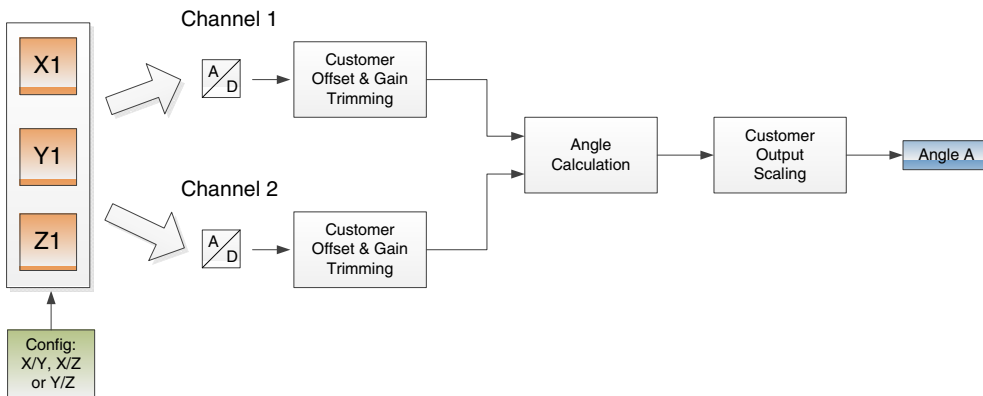 Channel 1
X1
Y1
Z1
A
D
Customer
Offset & Gain
Trimming
Channel 2
A
D
Customer
Offset & Gain
Trimming
Angle
Calculation
Customer
Output
Scaling
Angle A
Config:
X/Y, X/Z
or Y/Z